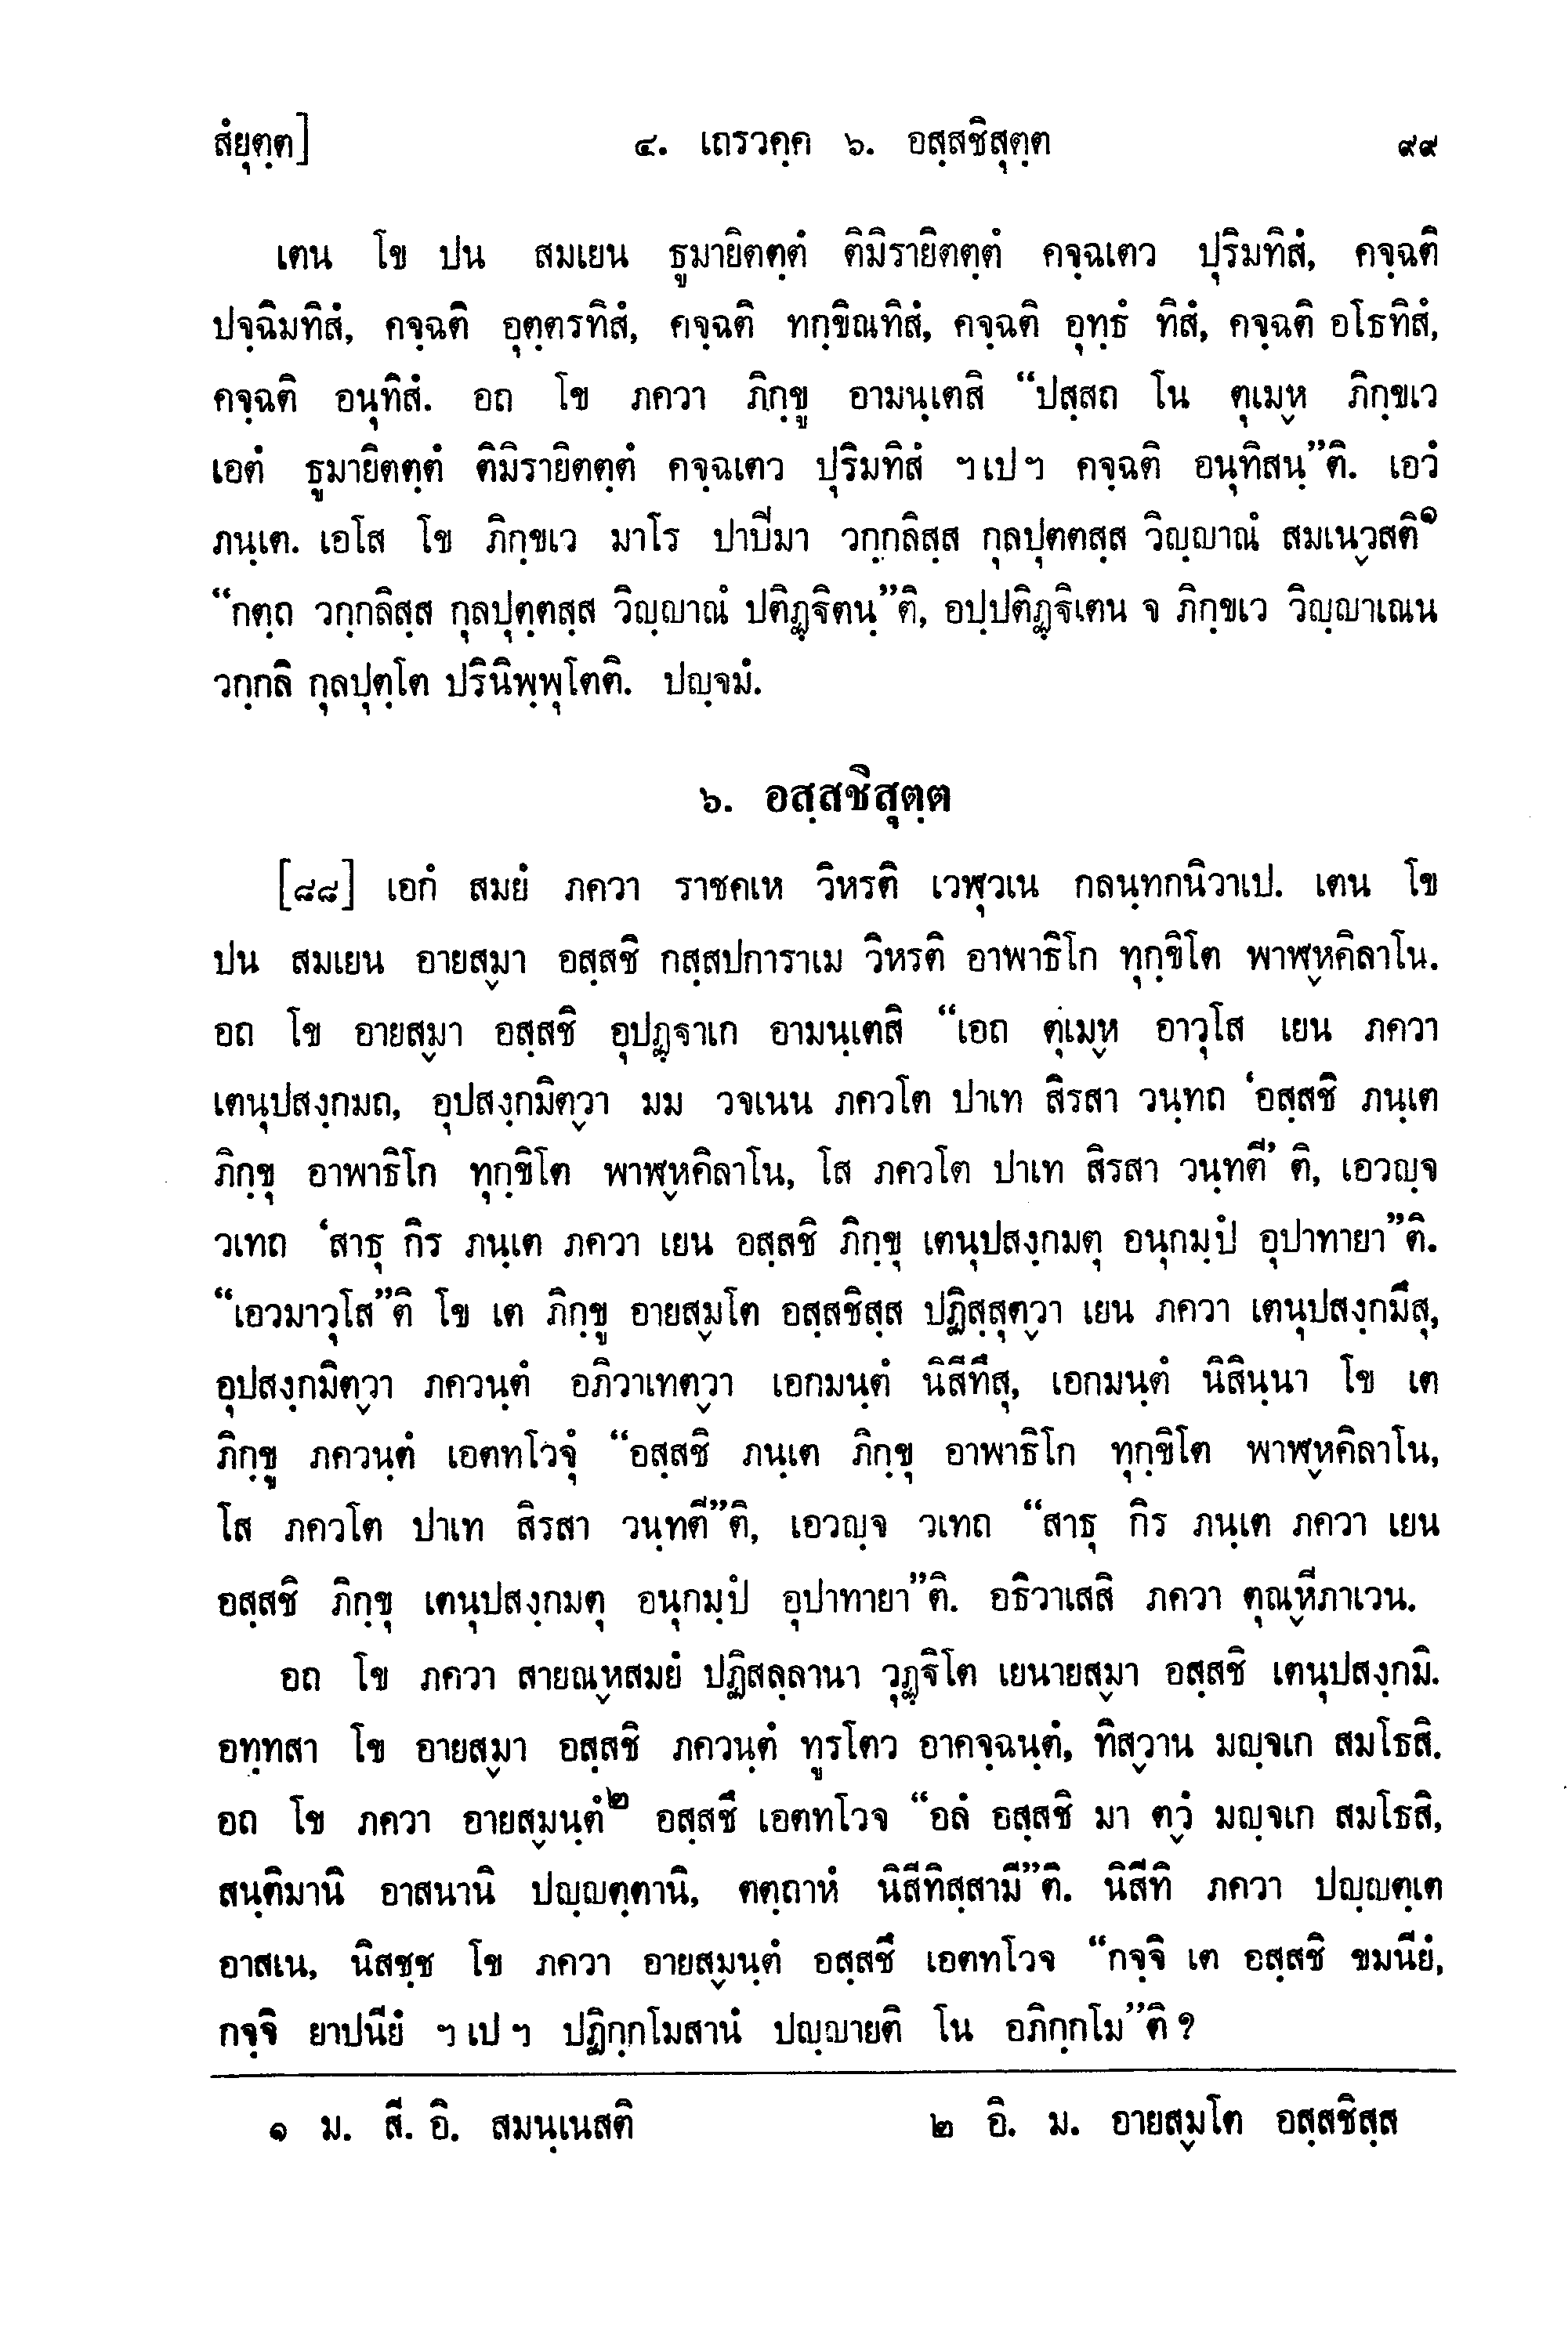 สํยุตฺต]	๔. เถรวคฺค ๖. อสฺสชิสุตฺต	๙๙
เตน โข ปน สมเยน ธูมายิตตฺตํ ติมิรายิตตฺตํ คจฺฉเตว ปุริมทิสํ, คจฺฉติ
ปจฺฉิมทิสํ, คจฺฉติ อุตฺตรทิสํ, คจฺฉติ ทกฺขิณทิสํ, คจฺฉติ อุทฺธํ ทิสํ, คจฺฉติ อโธทิสํ,
คจฺฉติ อนุทิสํ. อถ โข ภควา ภิกฺขู อามนฺเตสิ “ปสฺสถ โน ตุเมฺห ภิกฺขเว
เอตํ ธูมายิตตฺตํ ติมิรายิตตฺตํ คจฺฉเตว ปุริมทิสํ ฯเปฯ คจฺฉติ อนุทิสนฺ”ติ. เอวํ
ภนฺเต. เอโส โข ภิกฺขเว มาโร ปาปิมา วกฺกลิสฺส กุลปุตตสฺส วิญฺญาณํ สมเนวฺสติ๑
“กตฺถ วกฺกลิสฺส กุลปุตฺตสฺส วิญฺญาณํ ปติฏฺฐิตนฺ”ติ, อปฺปติฏฺฐิเตน จ ภิกฺขเว วิญฺญาเณน
วกฺกลิ กุลปุตฺโต ปรินิพฺพุโตติ. ปญฺจมํ.
๖. อสฺสชิสุตฺต
[๘๘] เอกํ สมยํ ภควา ราชคเห วิหรติ เวฬุวเน กลนฺทกนิวาเป. เตน โข
ปน สมเยน อายสฺมา อสฺสชิ กสฺสปการาเม วิหรติ อาพาธิโก ทุกฺขิโต พาฬฺหคิลาโน.
อถ โข อายสฺมา อสฺสชิ อุปฏฺฐาเก อามนฺเตสิ “เอถ ตุเมฺห อาวุโส เยน ภควา
เตนุปสงฺกมถ, อุปสงฺกมิตฺวา มม วจเนน ภควโต ปาเท สิรสา วนฺทถ ‘อสฺสชิ ภนฺเต
ภิกฺขุ อาพาธิโก ทุกฺขิโต พาฬฺหคิลาโน, โส ภควโต ปาเท สิรสา วนฺทตี’ ติ, เอวญฺจ
วเทถ ‘สาธุ กิร ภนฺเต ภควา เยน อสฺสชิ ภิกฺขุ เตนุปสงฺกมตุ อนุกมฺปํ อุปาทายา”ติ.
“เอวมาวุโส”ติ โข เต ภิกฺขู อายสฺมโต อสฺสชิสฺส ปฏิสฺสุตฺวา เยน ภควา เตนุปสงฺกมึสุ,
อุปสงฺกมิตฺวา ภควนฺตํ อภิวาเทตฺวา เอกมนฺตํ นิสีทึสุ, เอกมนฺตํ นิสินฺนา โข เต
ภิกฺขู ภควนฺตํ เอตทโวจุํ “อสฺสชิ ภนฺเต ภิกฺขุ อาพาธิโก ทุกฺขิโต พาฬฺหคิลาโน,
โส ภควโต ปาเท สิรสา วนฺทตี”ติ, เอวญฺจ วเทถ “สาธุ กิร ภนฺเต ภควา เยน
อสฺสชิ ภิกฺขุ เตนุปสงฺกมตุ อนุกมฺปํ อุปาทายา”ติ. อธิวาเสสิ ภควา ตุณฺหีภาเวน.
อถ โข ภควา สายณฺหสมยํ ปฏิสลฺลานา วุฏฺฐิโต เยนายสฺมา อสฺสชิ เตนุปสงฺกมิ.
อทฺทสา โข อายสฺมา อสฺสชิ ภควนฺตํ ทูรโตว อาคจฺฉนฺตํ, ทิสฺวาน มญฺจเก สมโธสิ.
อถ โข ภควา อายสฺมนฺตํ๒ อสฺสชึ เอตทโวจ “อลํ อสฺสชิ มา ตฺวํ มญฺจเก สมโธสิ,
สนฺติมานิ อาสนานิ ปญฺญตฺตานิ, ตตฺถาหํ นิสีทิสฺสามี”ติ. นิสีทิ ภควา ปญฺญตฺเต
อาสเน, นิสชฺช โข ภควา อายสฺมนฺตํ อสฺสชึ เอตทโวจ “กจฺจิ เต อสฺสชิ ขมนียํ,
กจฺจิ ยาปนียํ ฯเปฯ ปฏิกฺกโมสานํ ปญฺญายติ โน อภิกฺกโม”ติ ?
๑ ม. สี. อิ. สมนฺเนสติ	๒ อิ. ม. อายสฺมโต อสฺสชิสฺส